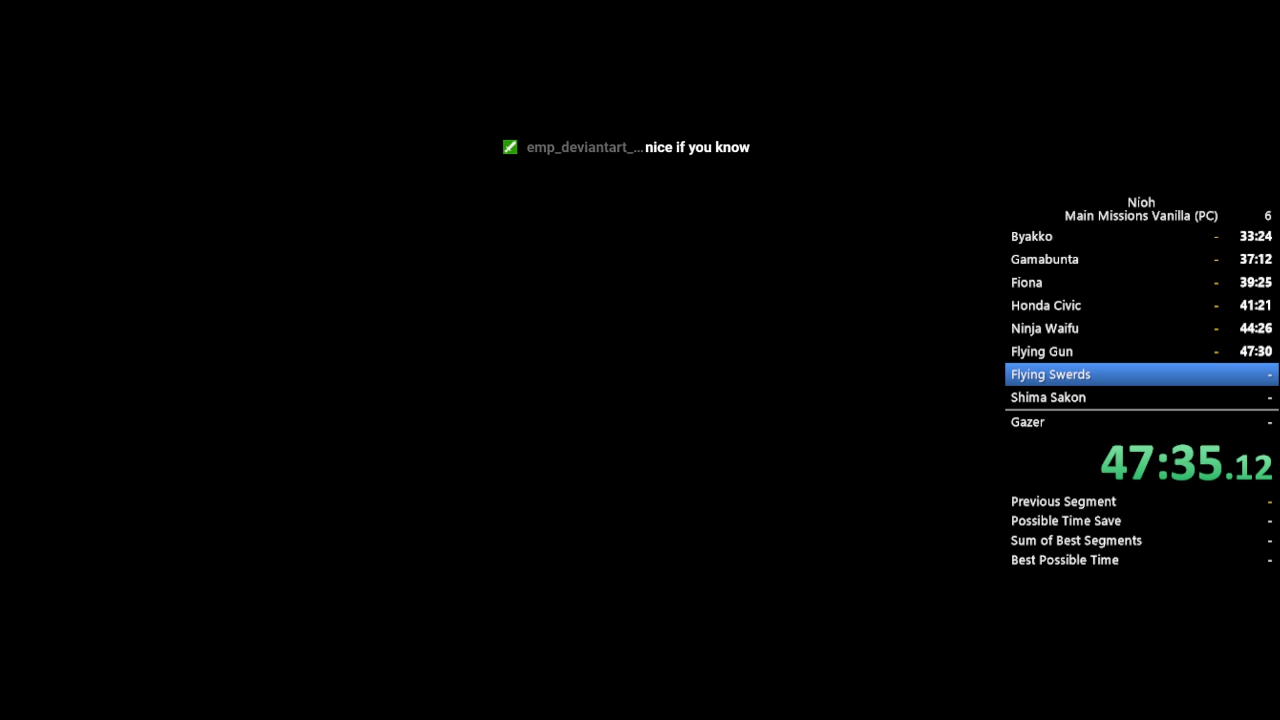 emp_deviantart_... nice if you know
Nioh
Main Missions Vanilla (PC) 6
Byakko - 33:24
Gamabunta - 37:12
Fiona - 39:25
Honda Civic - 41:21
Ninja Waifu - 44:26
Flying Gun - 47:30
Flying Swerds -
Shima Sakon -
Gazer -
47:35.12
Previous Segment -
Possible Time Save -
Sum of Best Segments -
Best Possible Time -